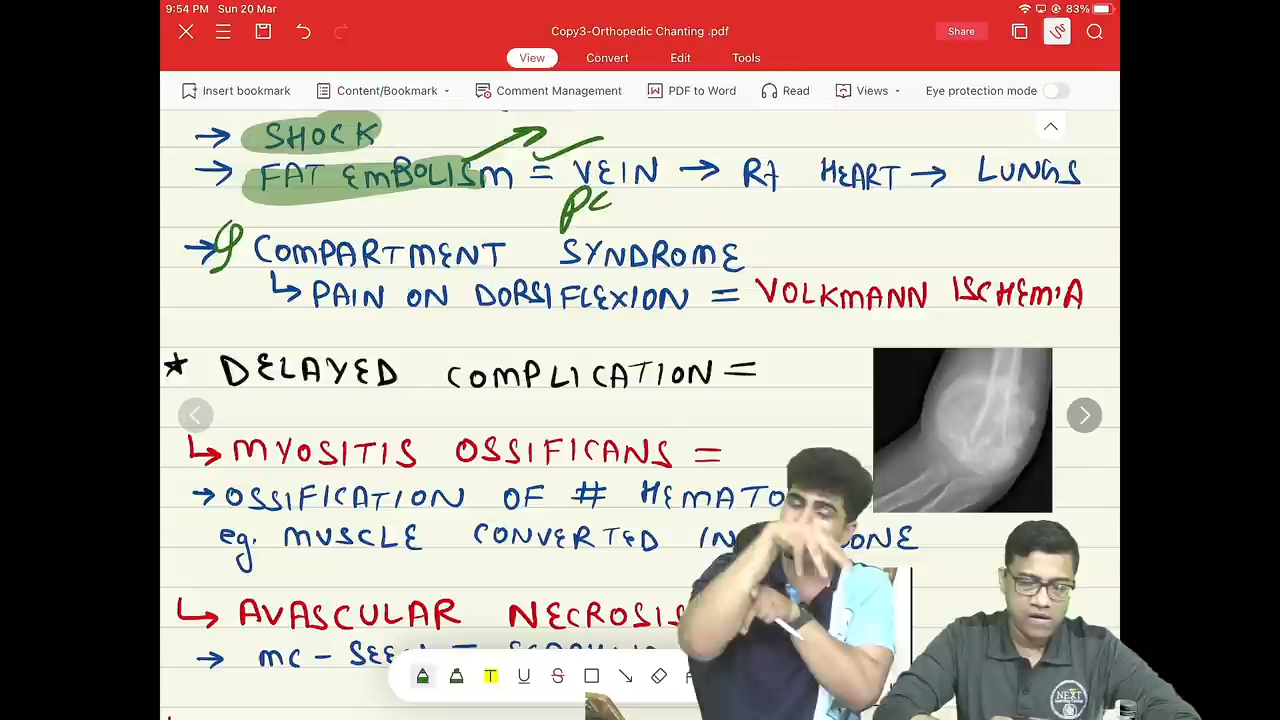 9:54 PM Sun 20 Mar 83%
Copy3-Orthopedic Chanting .pdf
Share
View Convert Edit Tools
Insert bookmark Content/Bookmark Comment Management PDF to Word Read Views Eye protection mode
→ SHOCK
→ FAT EMBOLISM = VEIN → Rt HEART → LUNGS
→ COMPARTMENT SYNDROME
↳ PAIN ON DORSIFLEXION = VOLKMANN ISCHEMIA
★ DELAYED COMPLICATION =
↳ MYOSITIS OSSIFICANS =
→ OSSIFICATION OF # HEMATO
eg. MUSCLE CONVERTED IN ONE
↳ AVASCULAR NECROSIS
→ mc -
T U S
NEXT